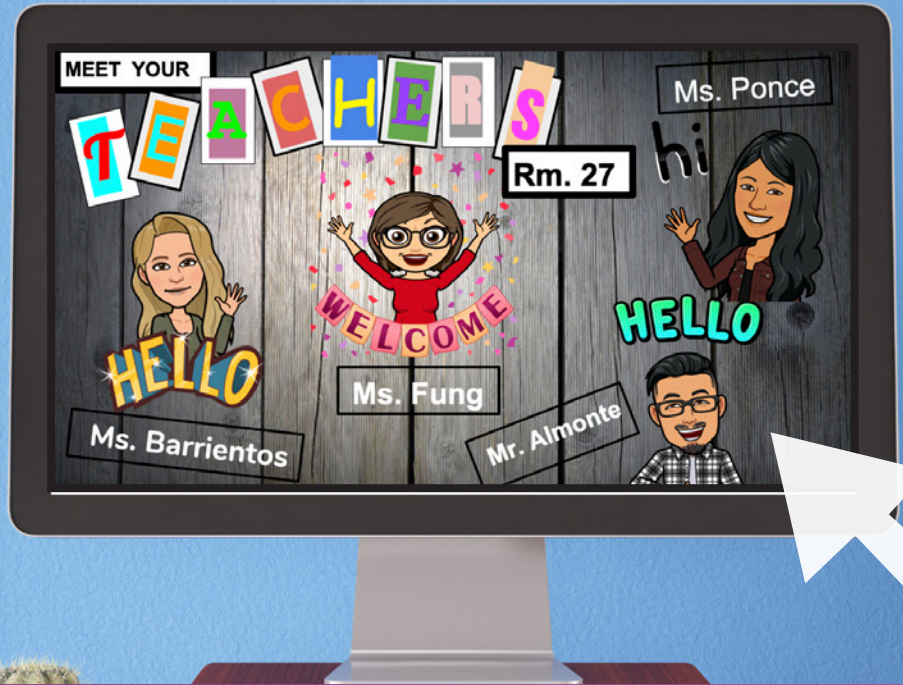 MEET YOUR
TEACHERS
Rm. 27
Ms. Ponce
hi
HELLO
WELCOME
HELLO
Ms. Fung
Ms. Barrientos
Mr. Almonte